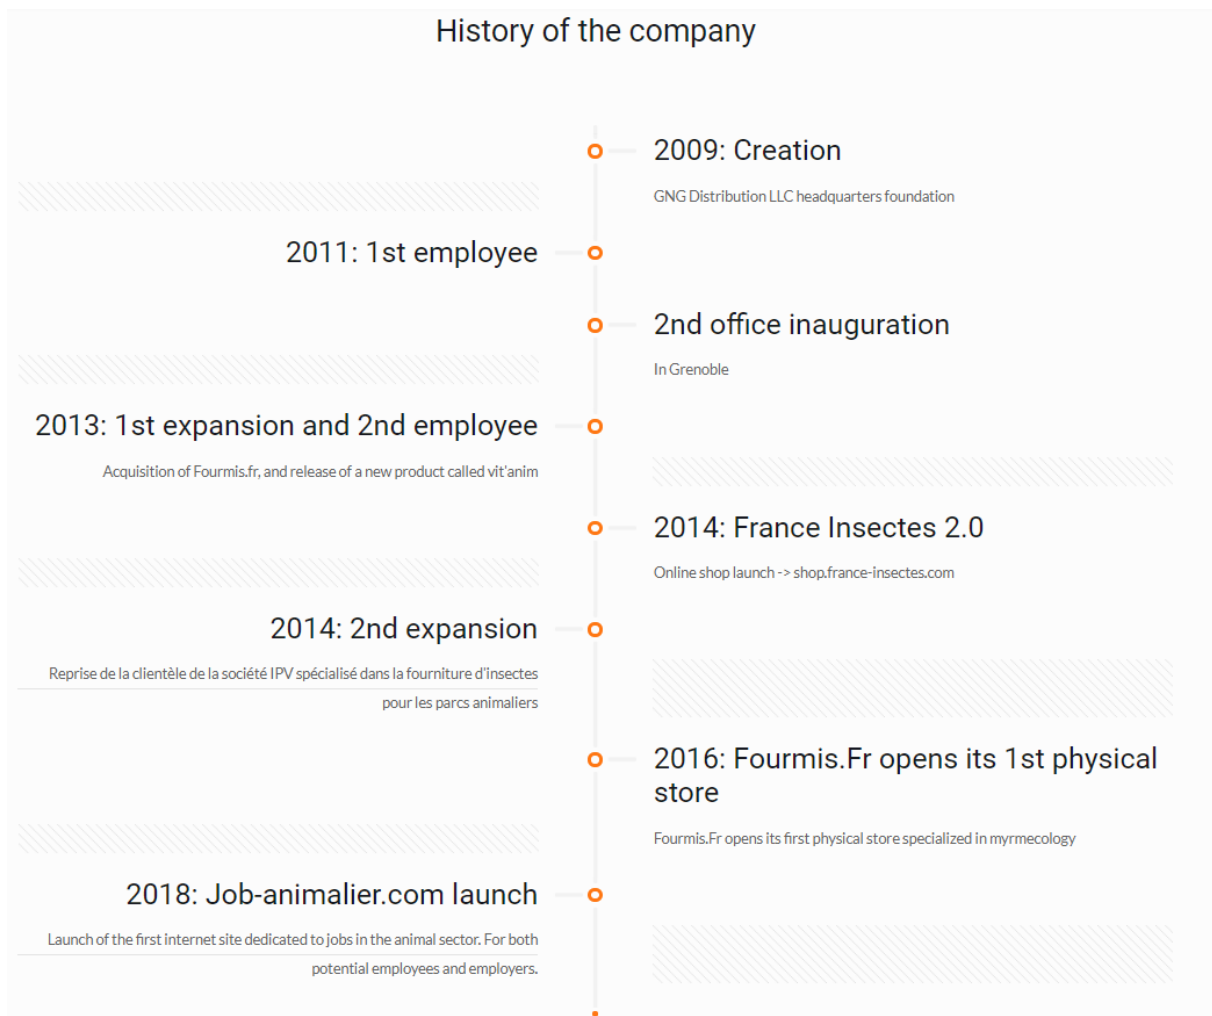 History of the company
2009: Creation
GNG Distribution LLC headquarters foundation
2011: 1st employee
2nd office inauguration
In Grenoble
2013: 1st expansion and 2nd employee
Acquisition of Fourmis.fr, and release of a new product called vit'anim
2014: France Insectes 2.0
Online shop launch -> shop.france-insectes.com
2014: 2nd expansion
Reprise de la clientèle de la société IPV spécialisé dans la fourniture d'insectes
pour les parcs animaliers
2016: Fourmis.Fr opens its 1st physical
store
Fourmis.Fr opens its first physical store specialized in myrmecology
2018: Job-animalier.com launch
Launch of the first internet site dedicated to jobs in the animal sector. For both
potential employees and employers.